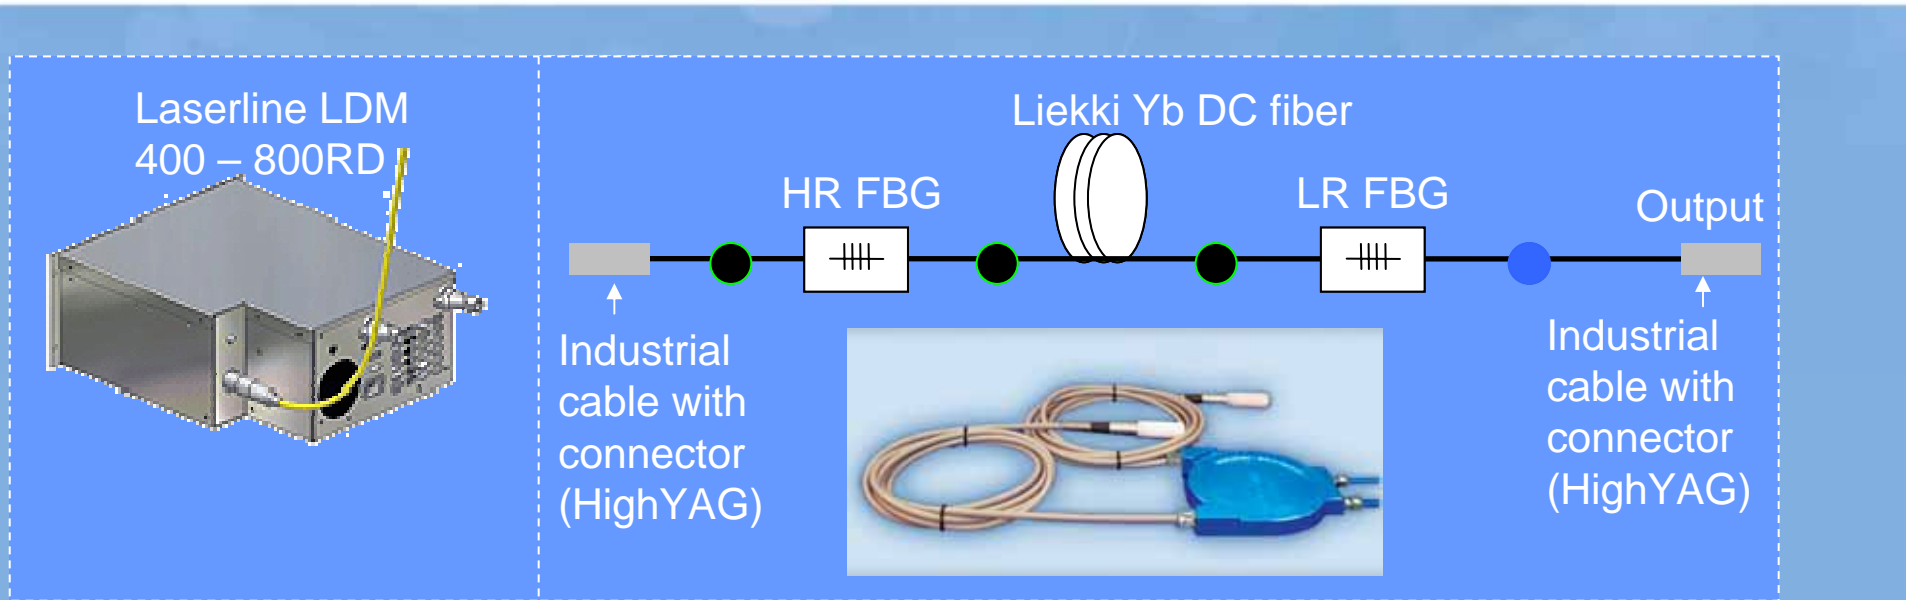 Laserline LDM
400 – 800RD
Liekki Yb DC fiber
HR FBG
LR FBG
Output
Industrial
cable with
connector
(HighYAG)
Industrial
cable with
connector
(HighYAG)